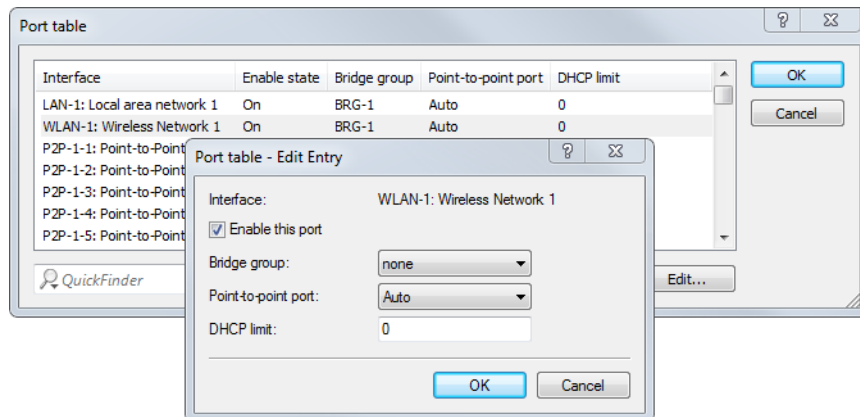 Port table
Interface Enable state Bridge group Point-to-point port DHCP limit
LAN-1: Local area network 1 On BRG-1 Auto 0
WLAN-1: Wireless Network 1 On BRG-1 Auto 0
P2P-1-1: Point-to-Point
P2P-1-2: Point-to-Point
P2P-1-3: Point-to-Point
P2P-1-4: Point-to-Point
P2P-1-5: Point-to-Point
QuickFinder
Edit...
OK
Cancel
Port table - Edit Entry
Interface: WLAN-1: Wireless Network 1
Enable this port
Bridge group: none
Point-to-point port: Auto
DHCP limit: 0
OK Cancel